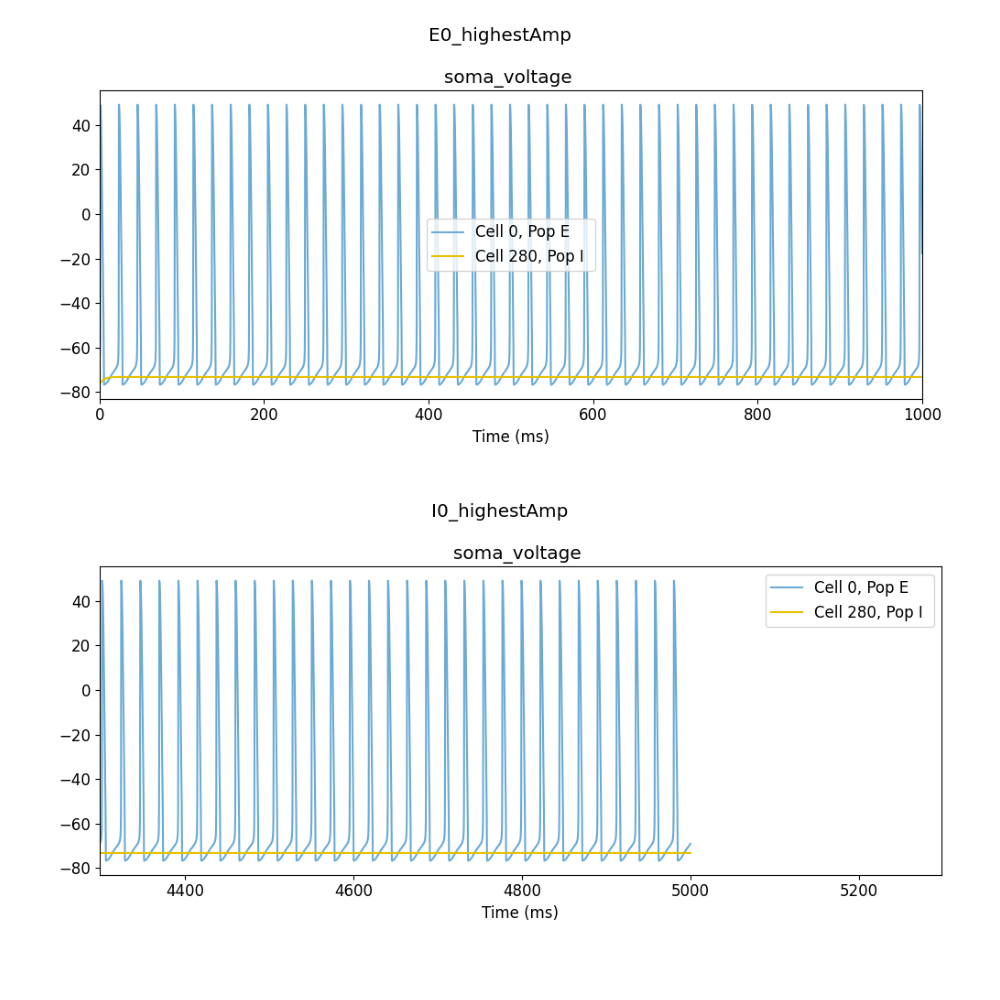 E0_highestAmp
soma_voltage
40
20
0
−20
−40
−60
−80
Cell 0, Pop E
Cell 280, Pop I
0 200 400 600 800 1000
Time (ms)
I0_highestAmp
soma_voltage
40
20
0
−20
−40
−60
−80
Cell 0, Pop E
Cell 280, Pop I
4400 4600 4800 5000 5200
Time (ms)